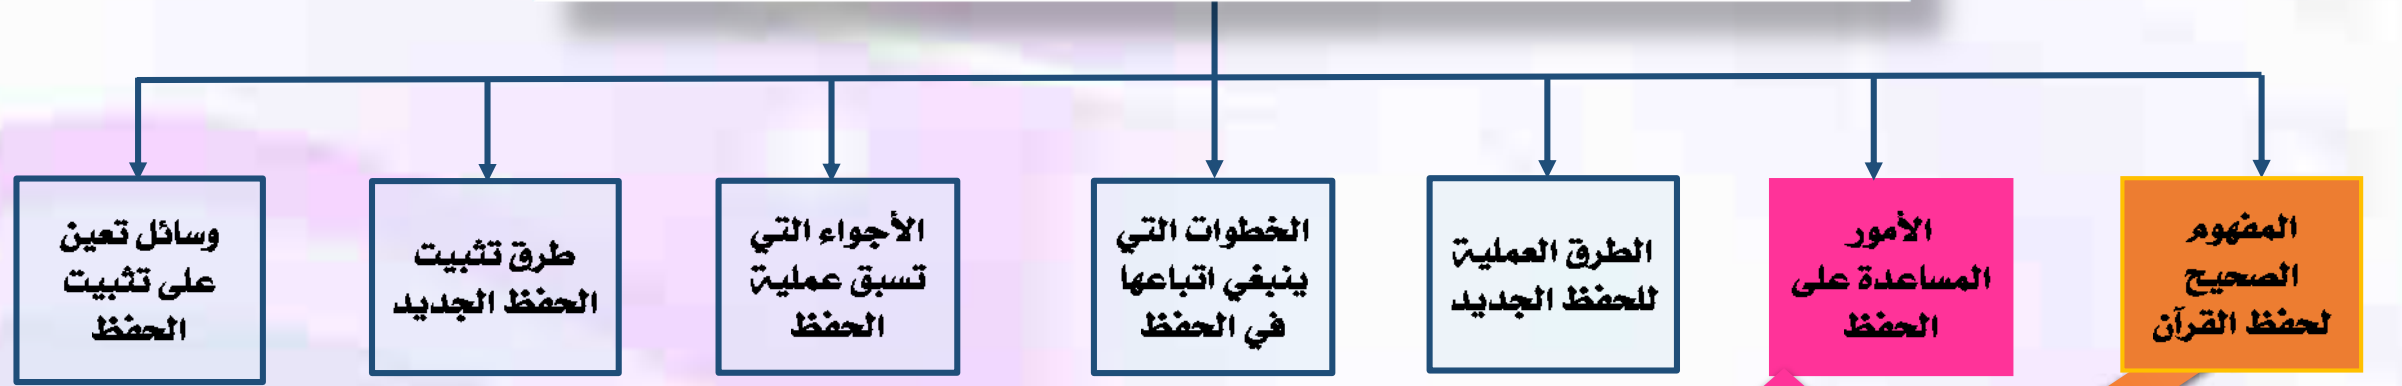 المفهوم
الصحيح
لحفظ القرآن
الأمور
المساعدة على
الحفظ
الطرق العملية
للحفظ الجديد
الخطوات التي
ينبغي اتباعها
في الحفظ
الأجواء التي
تسبق عملية
الحفظ
طرق تثبيت
الحفظ الجديد
وسائل تعين
على تثبيت
الحفظ